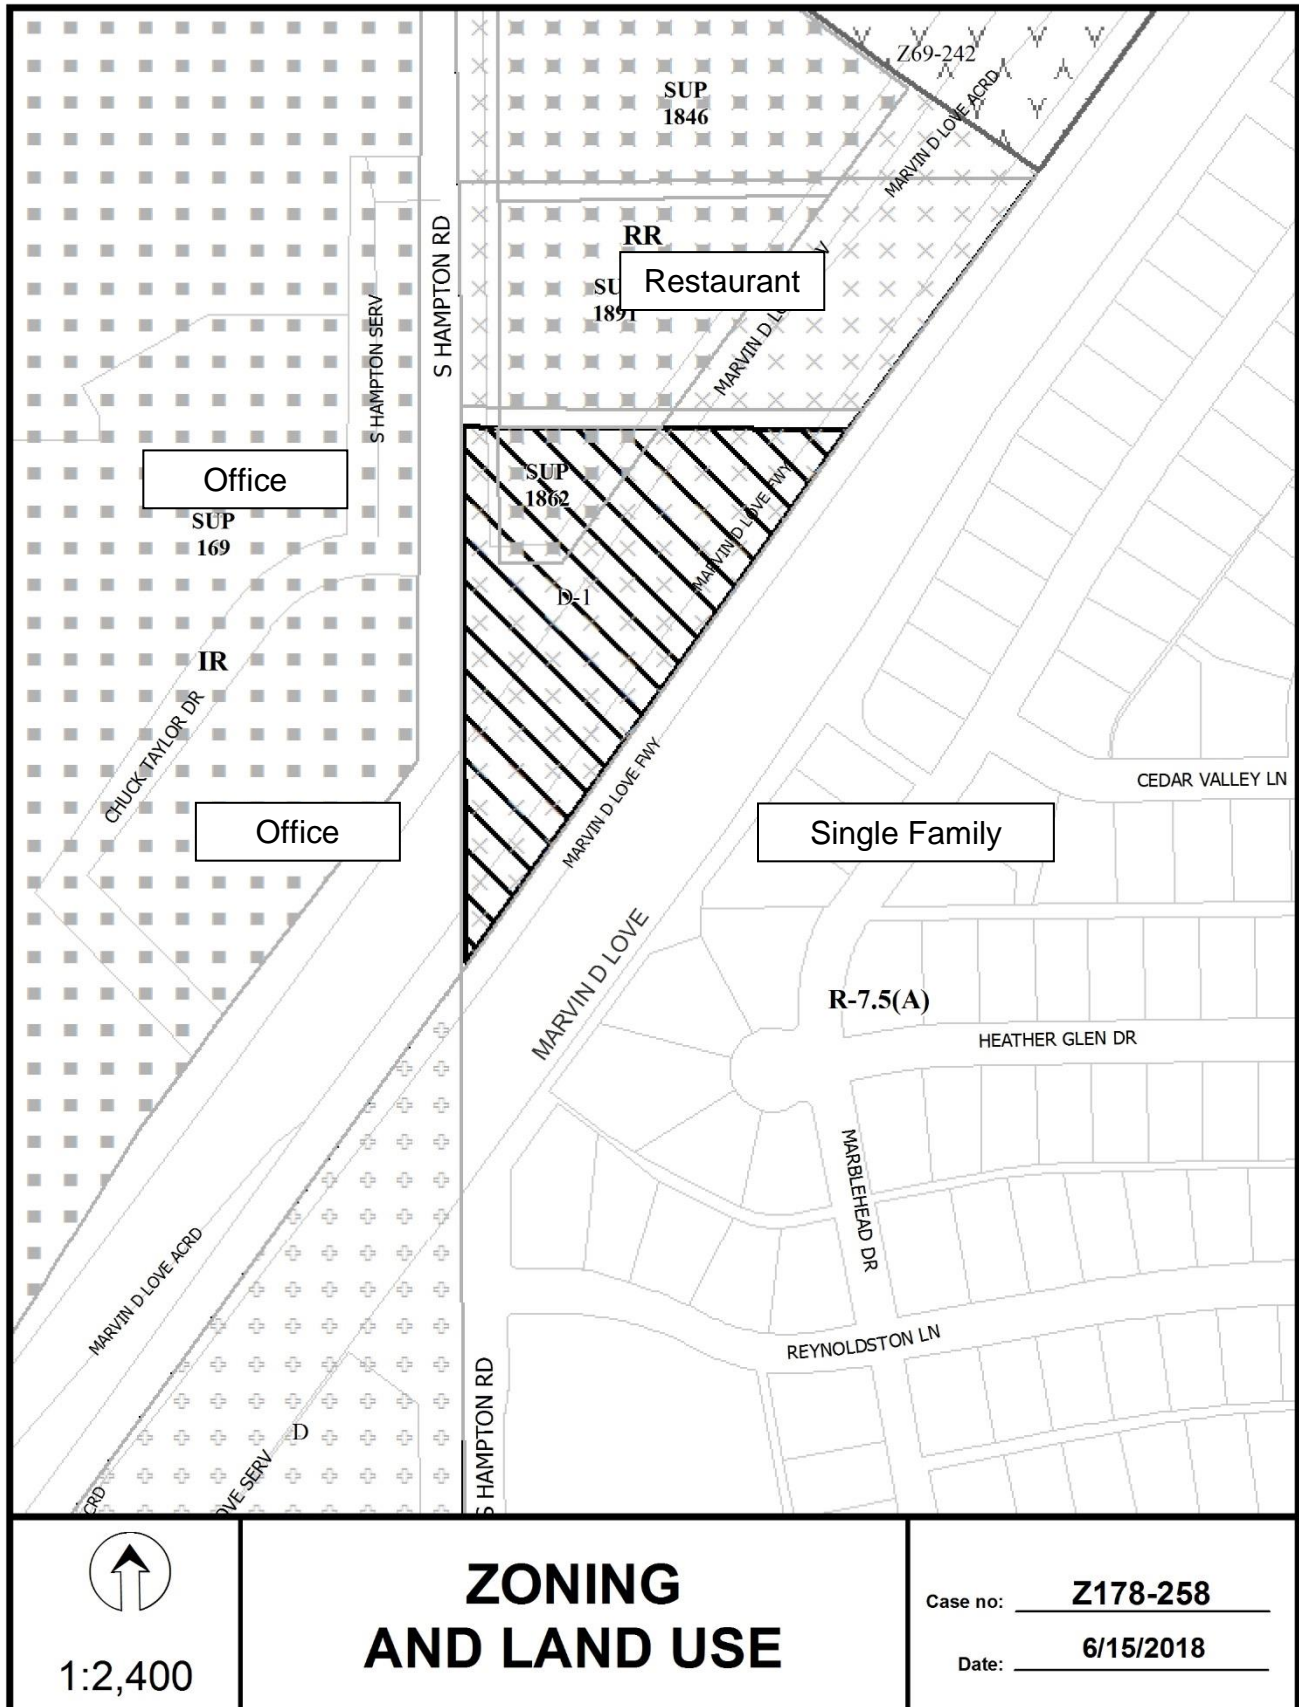 Z69-242
SUP
1846
MARVIN D LOVE ACRD
S HAMPTON RD
RR
Restaurant
SUP
1891
MARVIN D LOVE
S HAMPTON SERV
Office
SUP
169
SUP
1862
MARVIN D LOVE FWY
D-1
IR
CHUCK TAYLOR DR
MARVIN D LOVE FWY
CEDAR VALLEY LN
Office
Single Family
MARVIN D LOVE
R-7.5(A)
HEATHER GLEN DR
MARBLEHEAD DR
MARVIN D LOVE ACRD
REYNOLDSTON LN
S HAMPTON RD
D
OVE SERV
CRD
1:2,400
ZONING
AND LAND USE
Case no: Z178-258
Date: 6/15/2018